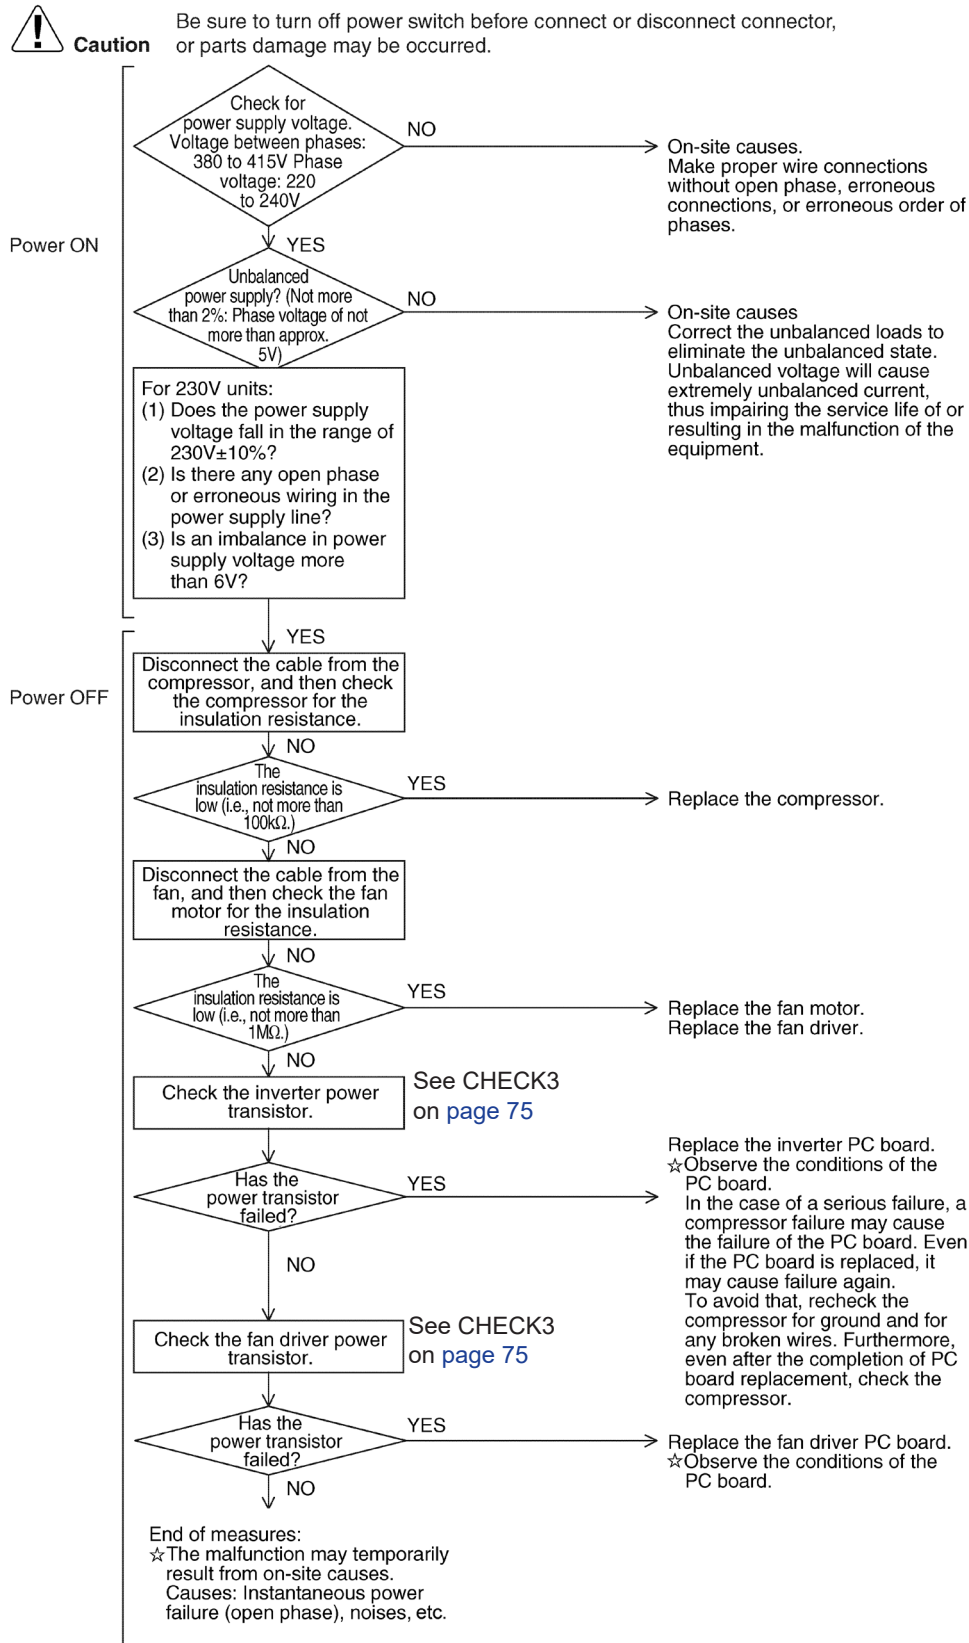 Caution
Be sure to turn off power switch before connect or disconnect connector,
or parts damage may be occurred.
Power ON
Check for
power supply voltage.
Voltage between phases:
380 to 415V Phase
voltage: 220
to 240V
NO
On-site causes.
Make proper wire connections
without open phase, erroneous
connections, or erroneous order of
phases.
YES
Unbalanced
power supply? (Not more
than 2%: Phase voltage of not
more than approx.
5V)
NO
On-site causes
Correct the unbalanced loads to
eliminate the unbalanced state.
Unbalanced voltage will cause
extremely unbalanced current,
thus impairing the service life of or
resulting in the malfunction of the
equipment.
For 230V units:
(1) Does the power supply
voltage fall in the range of
230V±10%?
(2) Is there any open phase
or erroneous wiring in the
power supply line?
(3) Is an imbalance in power
supply voltage more
than 6V?
YES
Power OFF
Disconnect the cable from the
compressor, and then check
the compressor for the
insulation resistance.
NO
The
insulation resistance is
low (i.e., not more than
100kΩ.)
YES
Replace the compressor.
NO
Disconnect the cable from the
fan, and then check the fan
motor for the insulation
resistance.
NO
The
insulation resistance is
low (i.e., not more than
1MΩ.)
YES
Replace the fan motor.
Replace the fan driver.
NO
Check the inverter power
transistor.
See CHECK3
on page 75
Has the
power transistor
failed?
YES
Replace the inverter PC board.
☆Observe the conditions of the
PC board.
In the case of a serious failure, a
compressor failure may cause
the failure of the PC board. Even
if the PC board is replaced, it
may cause failure again.
To avoid that, recheck the
compressor for ground and for
any broken wires. Furthermore,
even after the completion of PC
board replacement, check the
compressor.
NO
Check the fan driver power
transistor.
See CHECK3
on page 75
Has the
power transistor
failed?
YES
Replace the fan driver PC board.
☆Observe the conditions of the
PC board.
NO
End of measures:
☆The malfunction may temporarily
result from on-site causes.
Causes: Instantaneous power
failure (open phase), noises, etc.